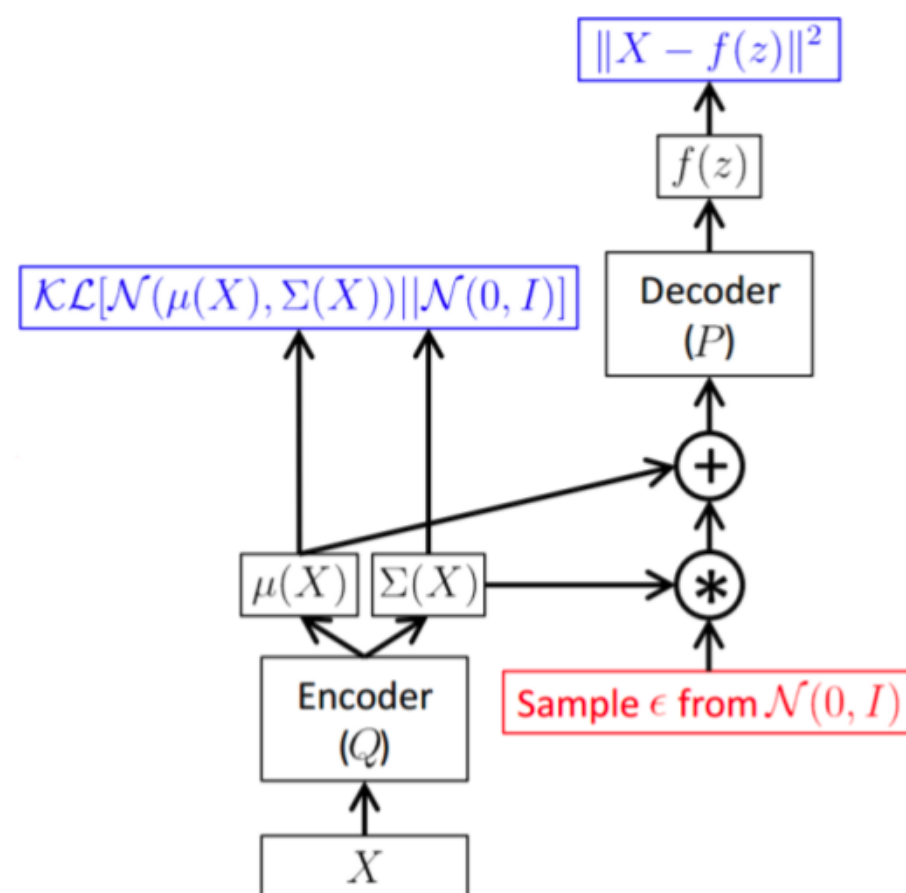 ‖X − f(z)‖²
f(z)
𝒦ℒ[𝒩(μ(X), Σ(X))||𝒩(0, I)]
Decoder
(P)
+
μ(X)
Σ(X)
*
Encoder
(Q)
Sample ϵ from 𝒩(0, I)
X